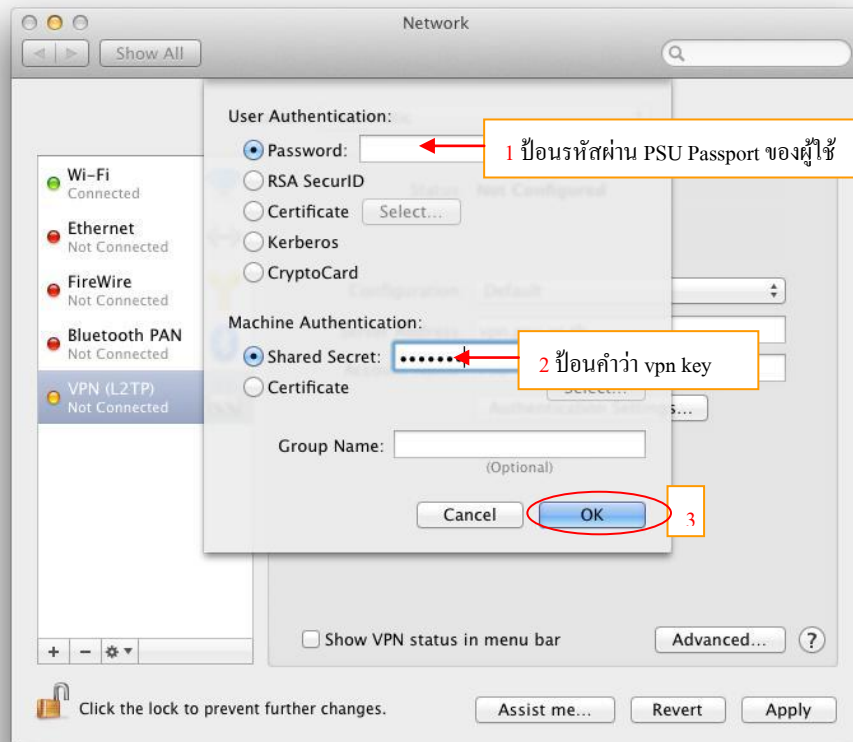 Network
Show All
User Authentication:
Password:
1 ป้อนรหัสผ่าน PSU Passport ของผู้ใช้
RSA SecurID
Certificate Select...
Kerberos
CryptoCard
Status: Not Configured
Wi-Fi
Connected
Ethernet
Not Connected
FireWire
Not Connected
Bluetooth PAN
Not Connected
VPN (L2TP)
Not Connected
Configuration: Default
Machine Authentication:
Shared Secret: •••••••
2 ป้อนคำว่า vpn key
Certificate
Select...
Authentication Settings...
Group Name:
(Optional)
Cancel OK 3
Show VPN status in menu bar
Advanced... ?
Click the lock to prevent further changes.
Assist me... Revert Apply